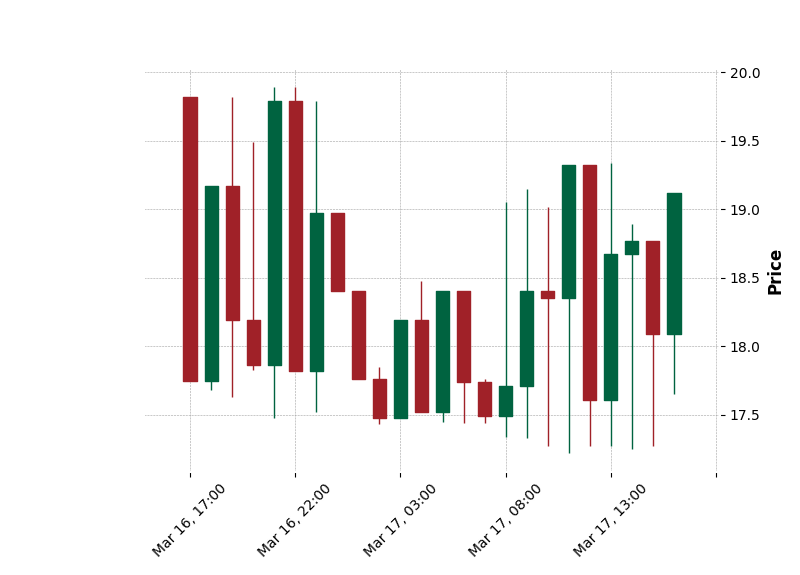 20.0
19.5
19.0
18.5
18.0
17.5
Price
Mar 16, 17:00
Mar 16, 22:00
Mar 17, 03:00
Mar 17, 08:00
Mar 17, 13:00